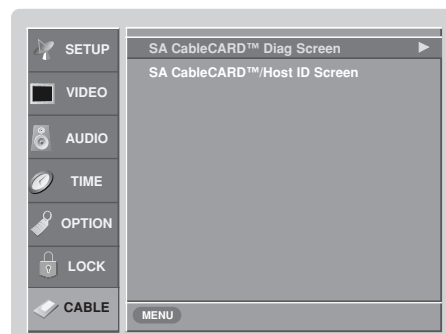 SETUP
VIDEO
AUDIO
TIME
OPTION
LOCK
CABLE
SA CableCARD™ Diag Screen
SA CableCARD™/Host ID Screen
MENU